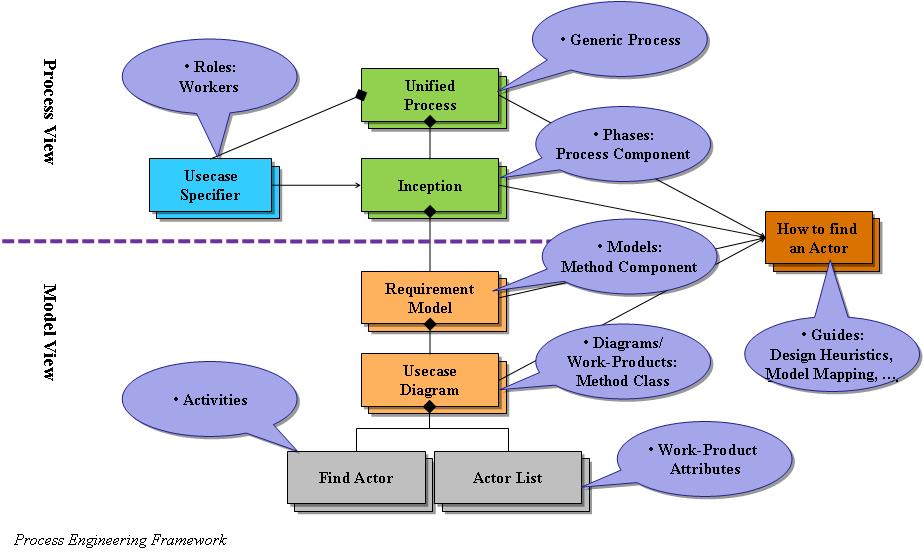 Process View
• Generic Process
• Roles:
Workers
Unified
Process
• Phases:
Process Component
Usecase
Specifier
Inception
How to find
an Actor
Model View
• Models:
Method Component
Requirement
Model
• Guides:
Design Heuristics,
Model Mapping, ….
• Diagrams/
Work-Products:
Method Class
Usecase
Diagram
• Activities
• Work-Product
Attributes
Find Actor
Actor List
Process Engineering Framework